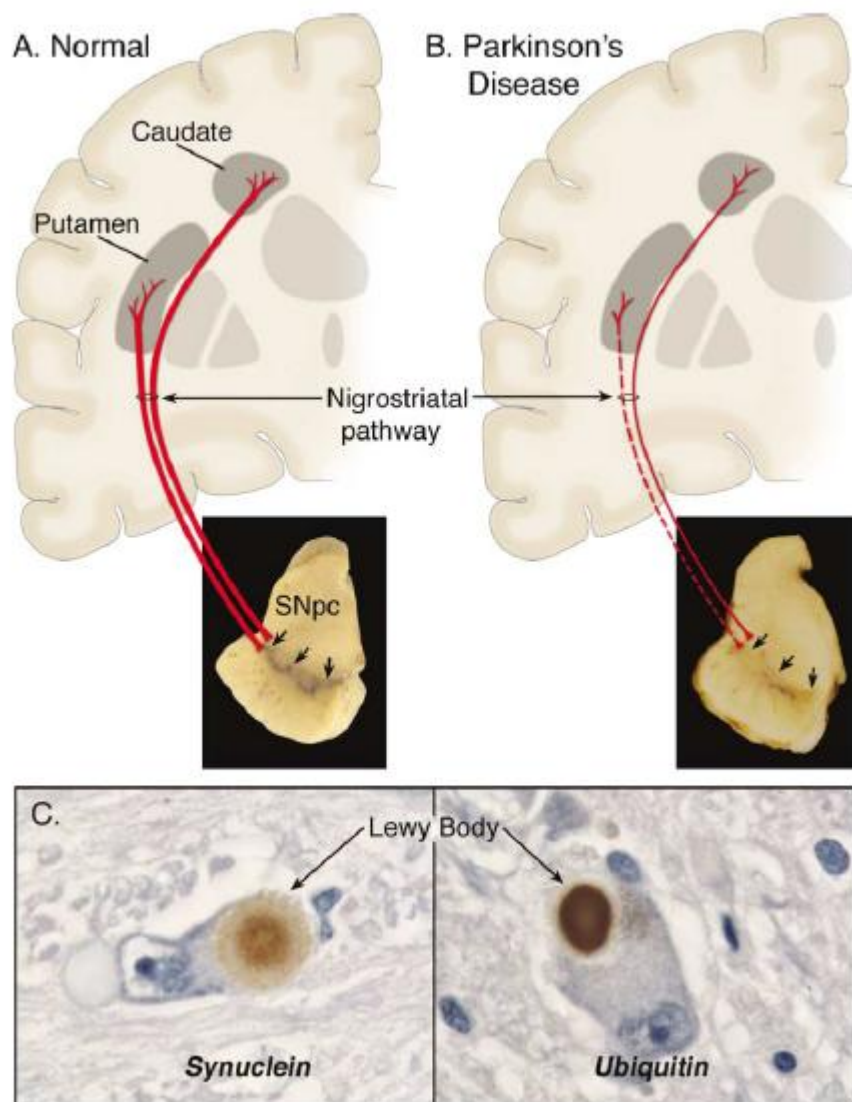 A. Normal
B. Parkinson's
Disease
Caudate
Putamen
Nigrostriatal
pathway
SNpc
C.
Lewy Body
Synuclein
Ubiquitin